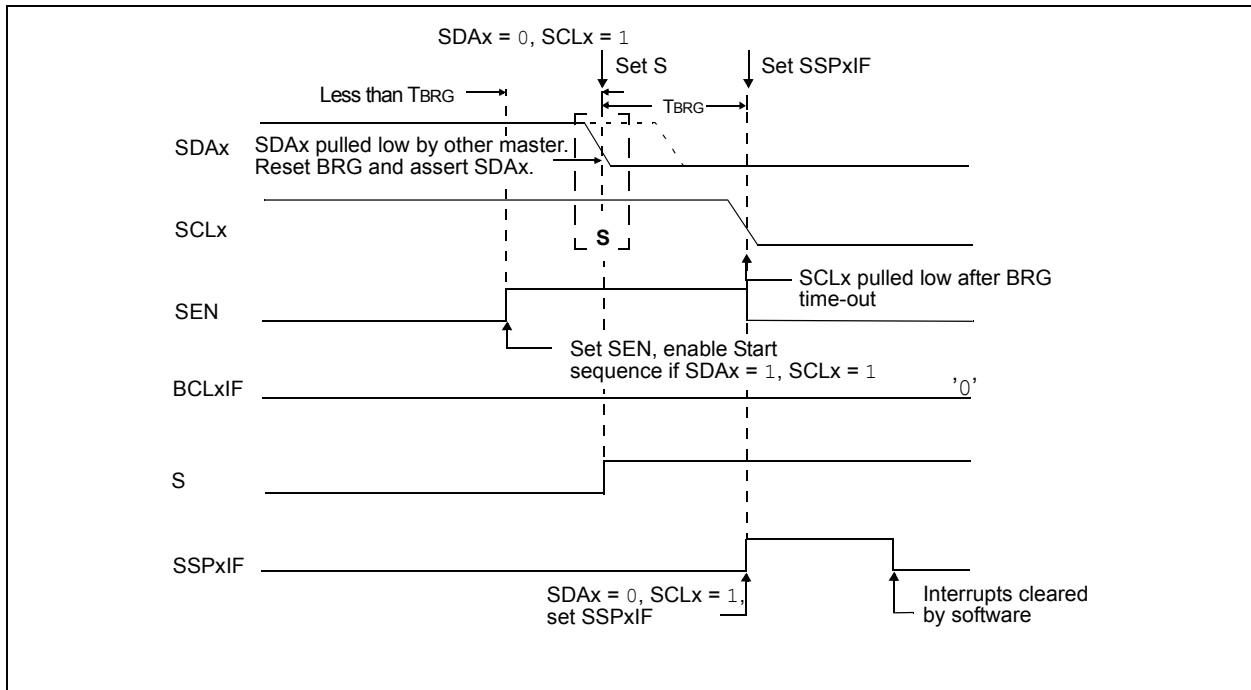 SDAx = 0, SCLx = 1
Set S
Set SSPxIF
Less than TBRG
TBRG
SDAx
SDAx pulled low by other master.
Reset BRG and assert SDAx.
SCLx
S
SCLx pulled low after BRG
time-out
SEN
Set SEN, enable Start
sequence if SDAx = 1, SCLx = 1
BCLxIF
'0'
S
SSPxIF
SDAx = 0, SCLx = 1,
set SSPxIF
Interrupts cleared
by software